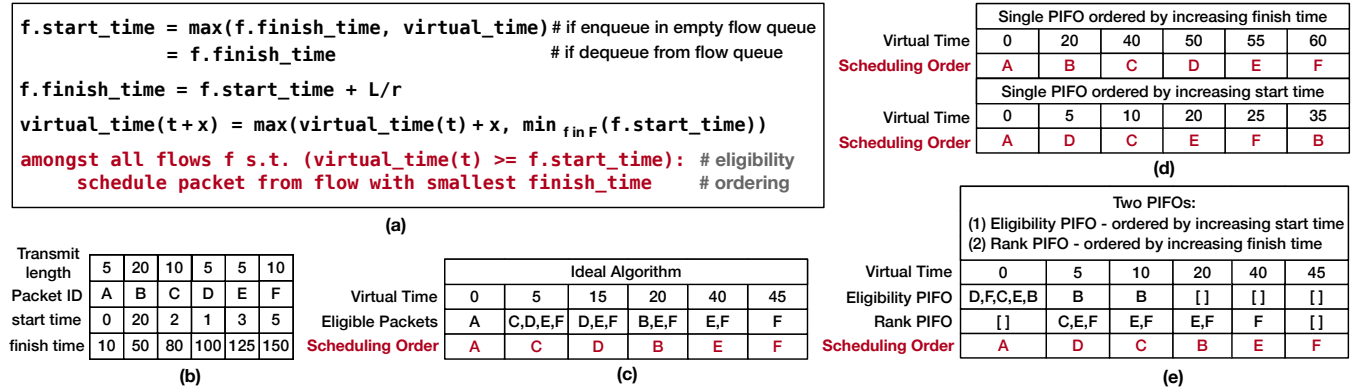 f.start_time = max(f.finish_time, virtual_time) # if enqueue in empty flow queue
= f.finish_time # if dequeue from flow queue
f.finish_time = f.start_time + L/r
virtual_time(t+x) = max(virtual_time(t)+x, min f in F(f.start_time))
amongst all flows f s.t. (virtual_time(t) >= f.start_time): # eligibility
schedule packet from flow with smallest finish_time # ordering
(a)
Transmit
length 5 20 10 5 5 10
Packet ID A B C D E F
start time 0 20 2 1 3 5
finish time 10 50 80 100 125 150
(b)
Ideal Algorithm
Virtual Time 0 5 15 20 40 45
Eligible Packets A C,D,E,F D,E,F B,E,F E,F F
Scheduling Order A C D B E F
(c)
Single PIFO ordered by increasing finish time
Virtual Time 0 20 40 50 55 60
Scheduling Order A B C D E F
Single PIFO ordered by increasing start time
Virtual Time 0 5 10 20 25 35
Scheduling Order A D C E F B
(d)
Two PIFOs:
(1) Eligibility PIFO - ordered by increasing start time
(2) Rank PIFO - ordered by increasing finish time
Virtual Time 0 5 10 20 40 45
Eligibility PIFO D,F,C,E,B B B [ ] [ ] [ ]
Rank PIFO [ ] C,E,F E,F E,F F [ ]
Scheduling Order A D C B E F
(e)